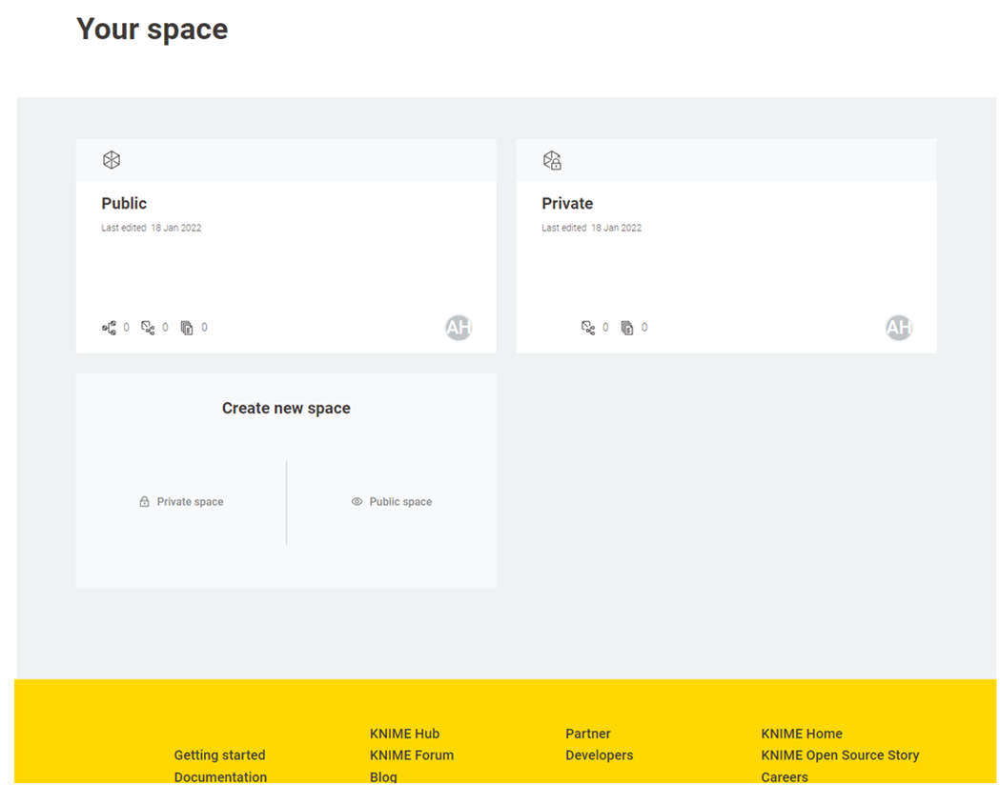 Your space
Public
Last edited 18 Jan 2022
0 0 0
AH
Private
Last edited 18 Jan 2022
0 0
AH
Create new space
Private space
Public space
Getting started
Documentation
KNIME Hub
KNIME Forum
Blog
Partner
Developers
KNIME Home
KNIME Open Source Story
Careers